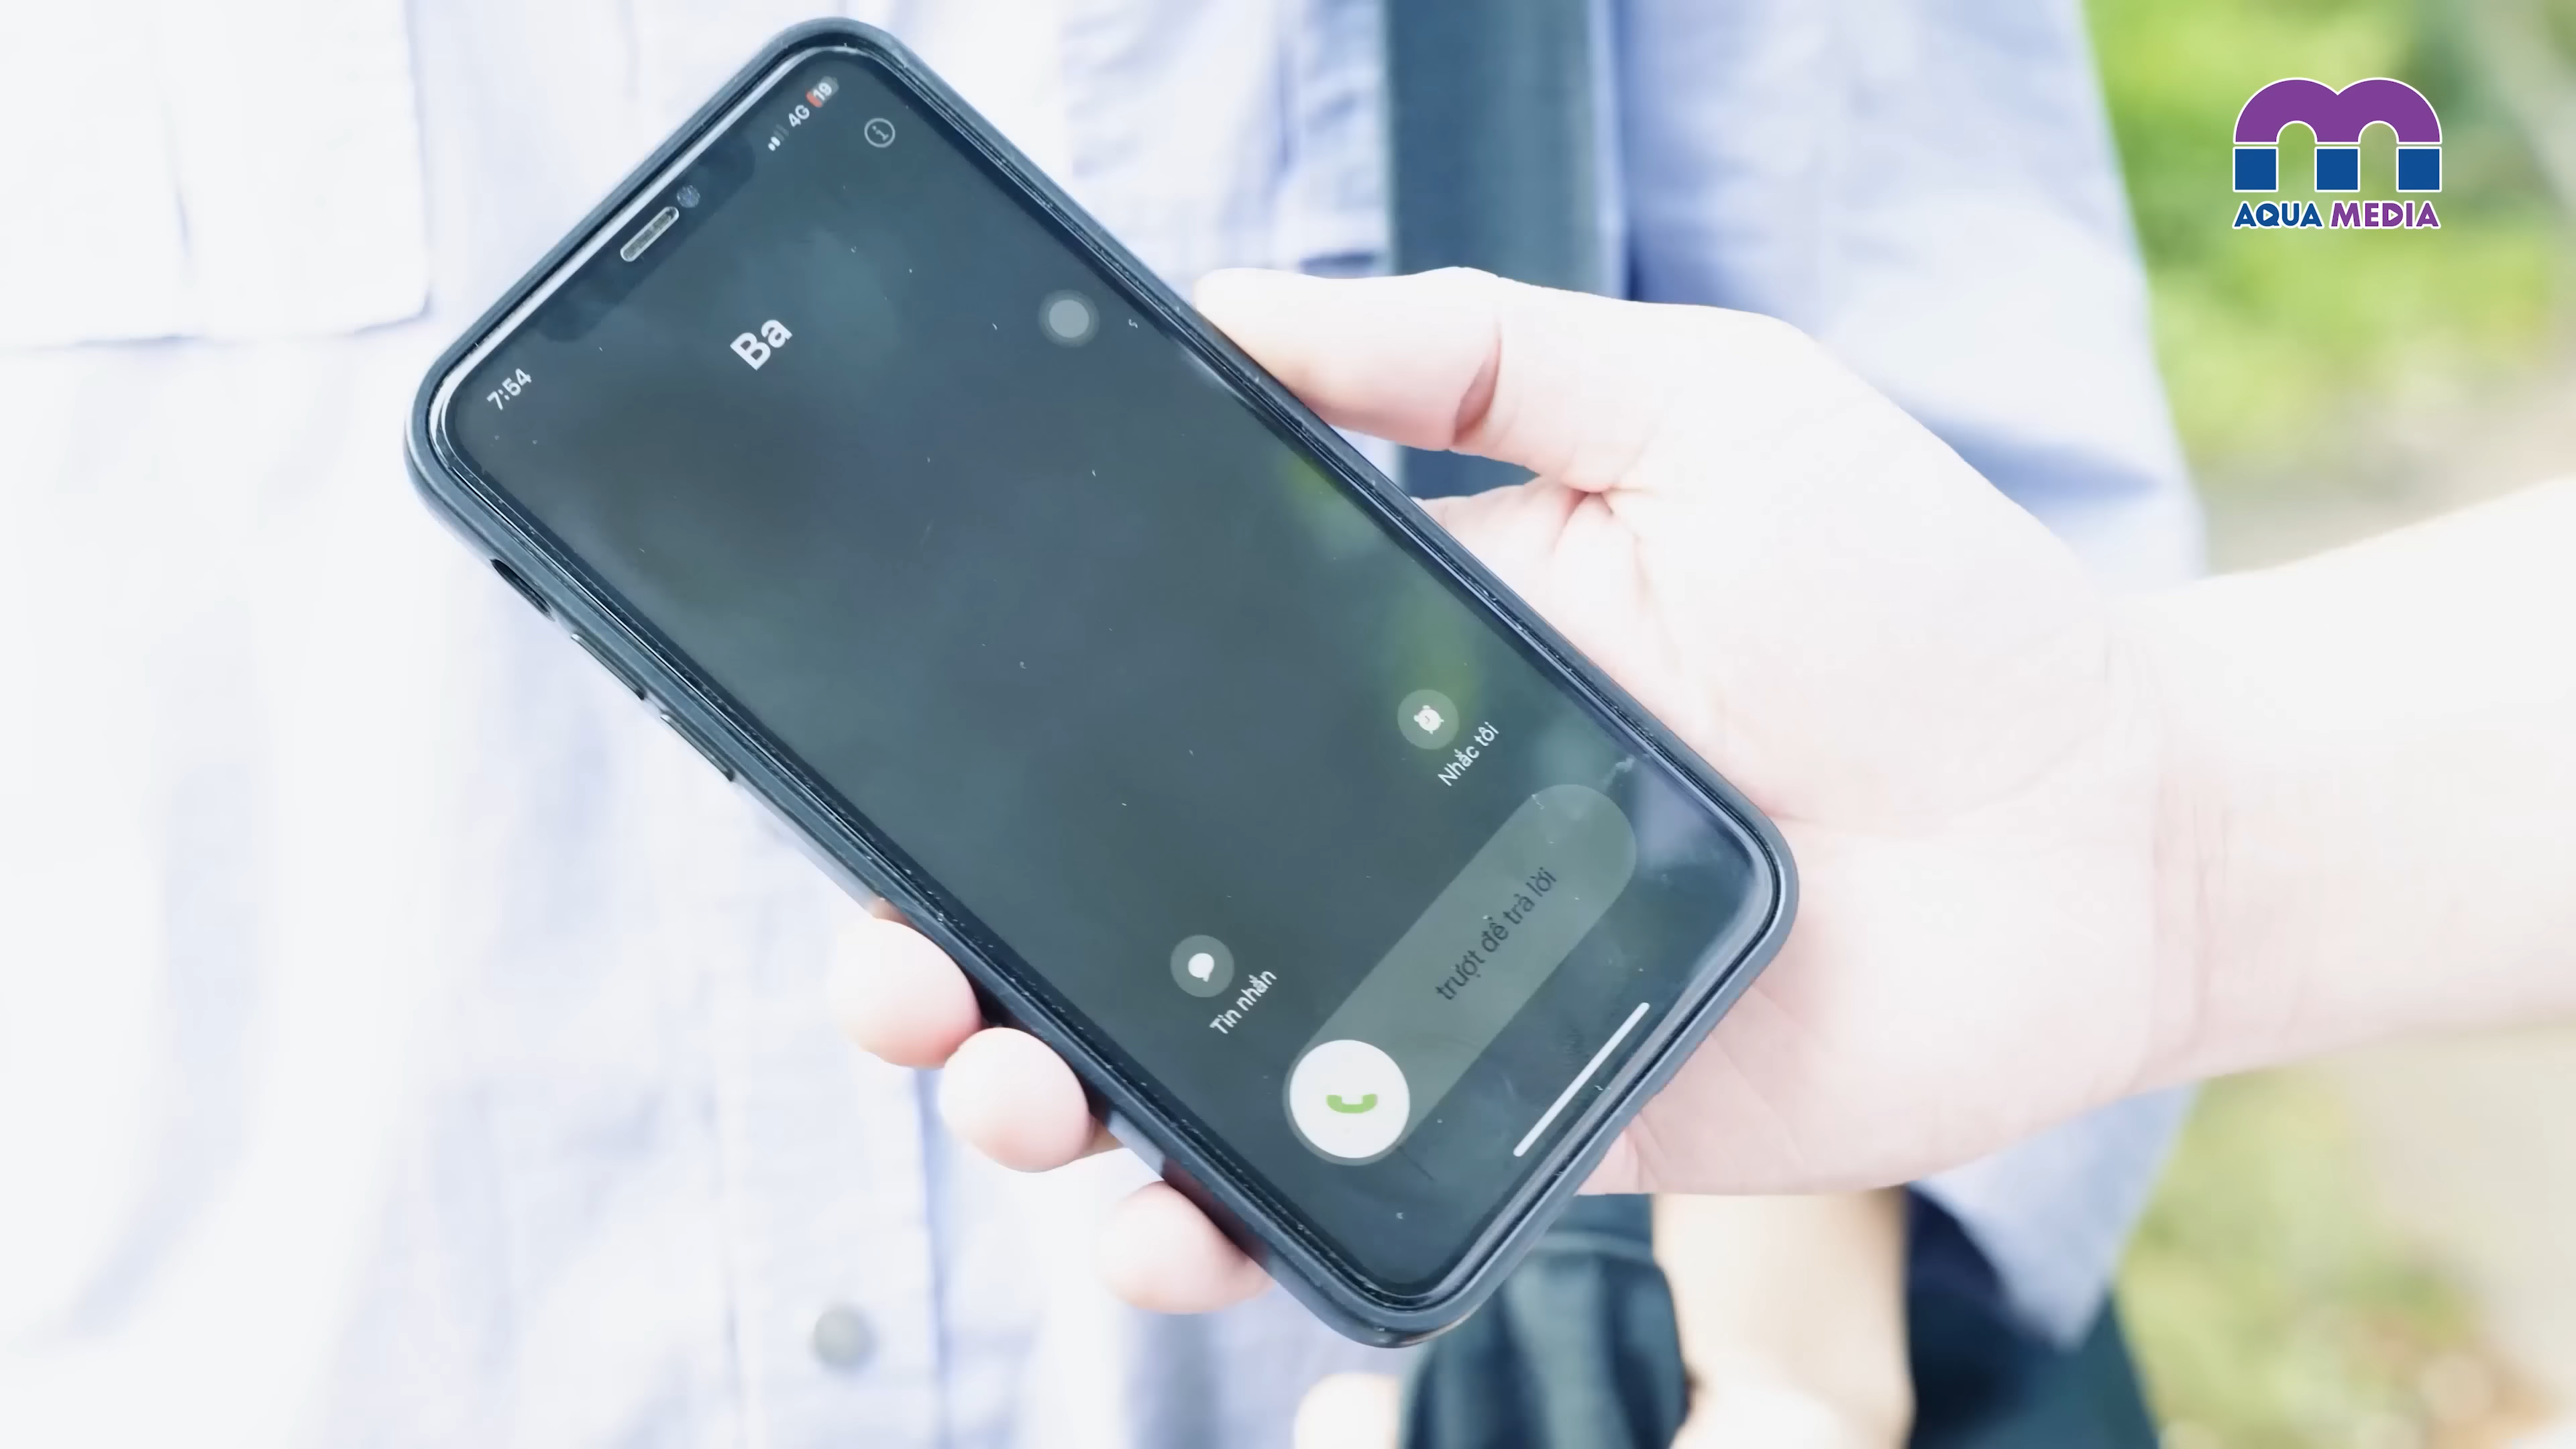 AQUA MEDIA
7:54
4G 19
Ba
Nhắc tôi
Tin nhắn
trượt để trả lời